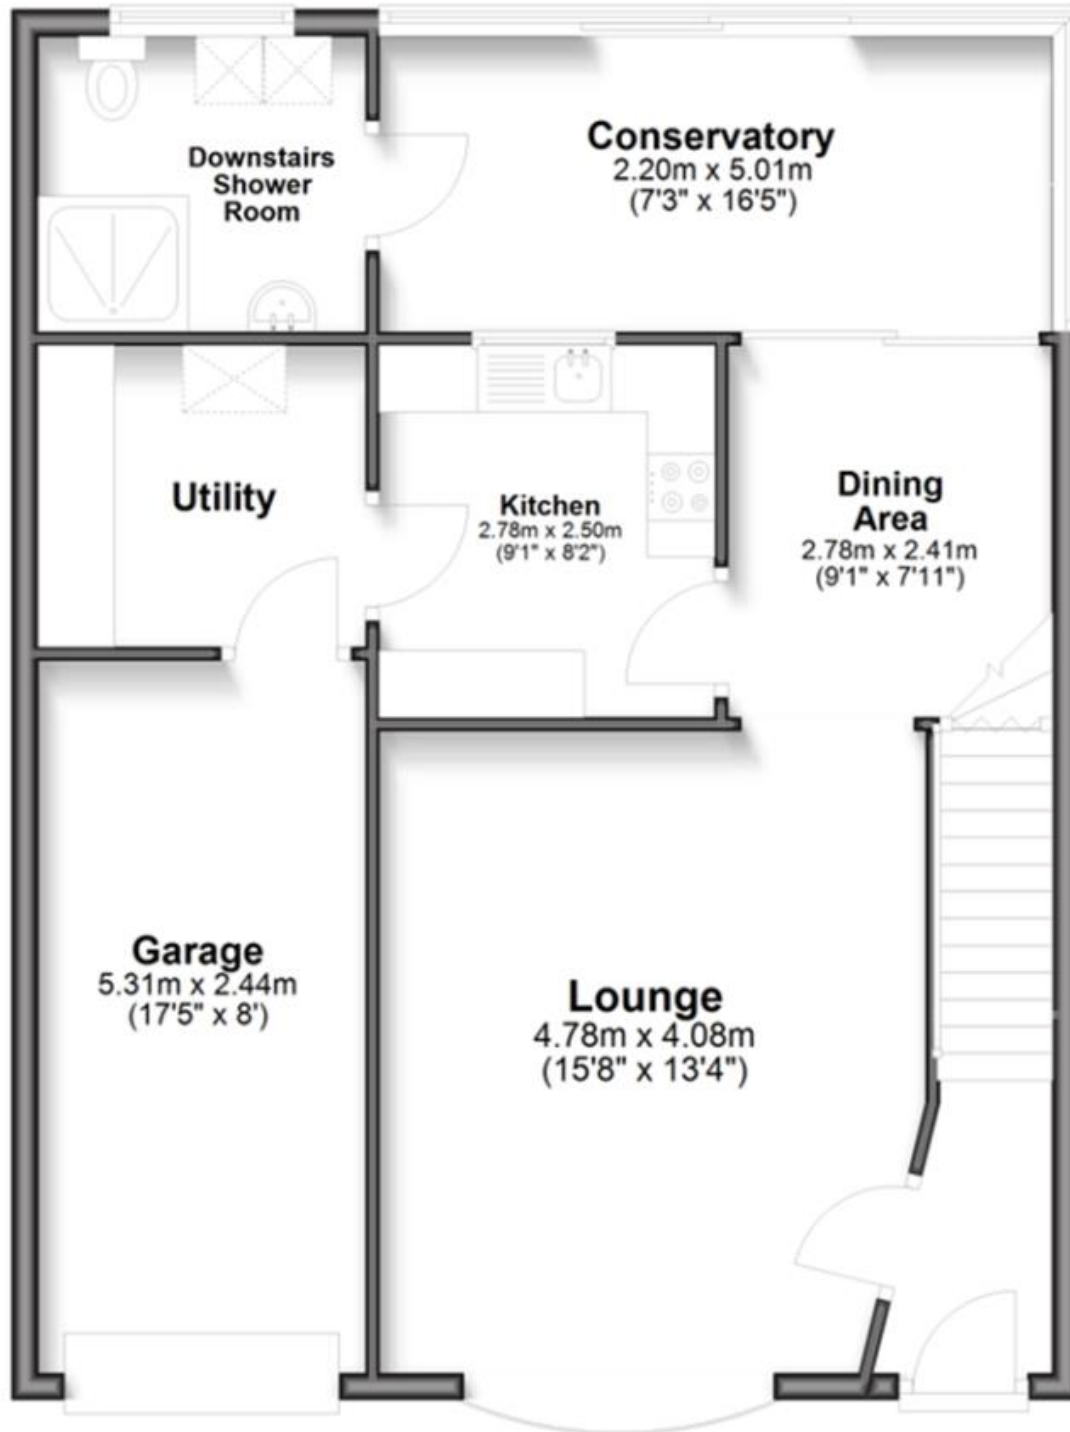 Downstairs
Shower
Room
Conservatory
2.20m x 5.01m
(7'3" x 16'5")
Utility
Kitchen
2.78m x 2.50m
(9'1" x 8'2")
Dining
Area
2.78m x 2.41m
(9'1" x 7'11")
Garage
5.31m x 2.44m
(17'5" x 8')
Lounge
4.78m x 4.08m
(15'8" x 13'4")